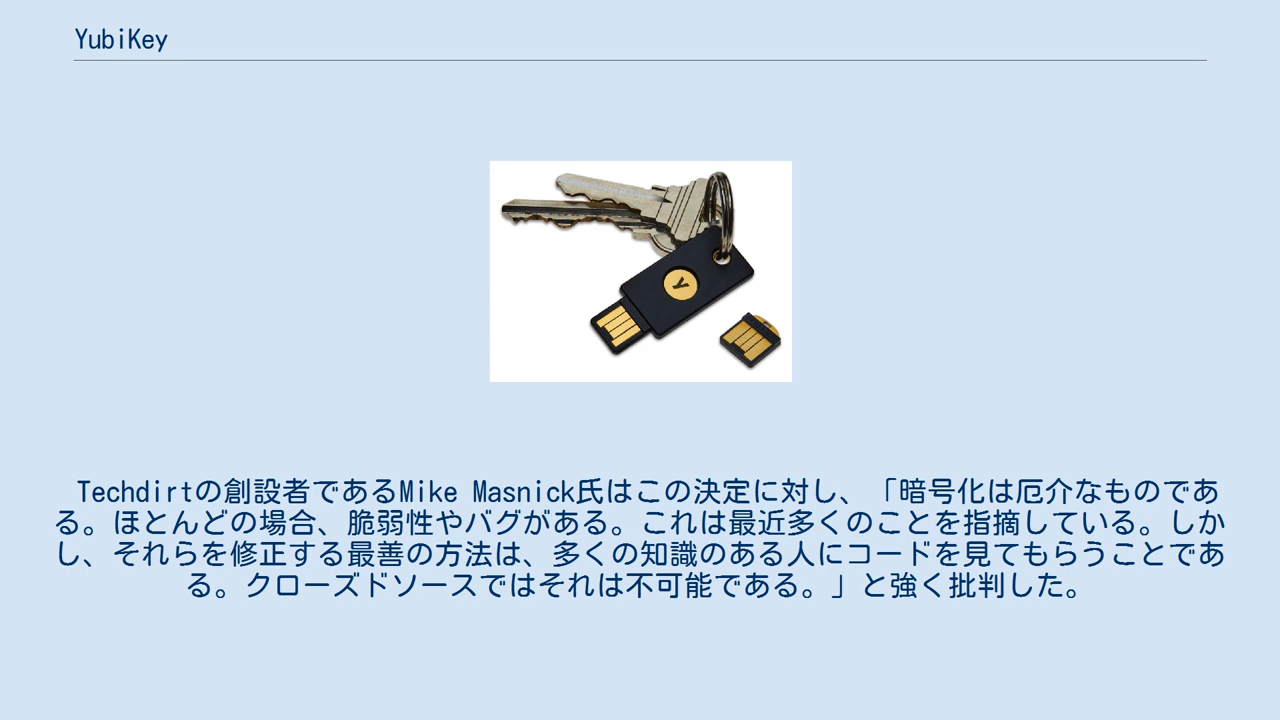 YubiKey
y
Techdirtの創設者であるMike Masnick氏はこの決定に対し、「暗号化は厄介なものであ
る。ほとんどの場合、脆弱性やバグがある。これは最近多くのことを指摘している。しか
し、それらを修正する最善の方法は、多くの知識のある人にコードを見てもらうことであ
る。クローズドソースではそれは不可能である。」と強く批判した。